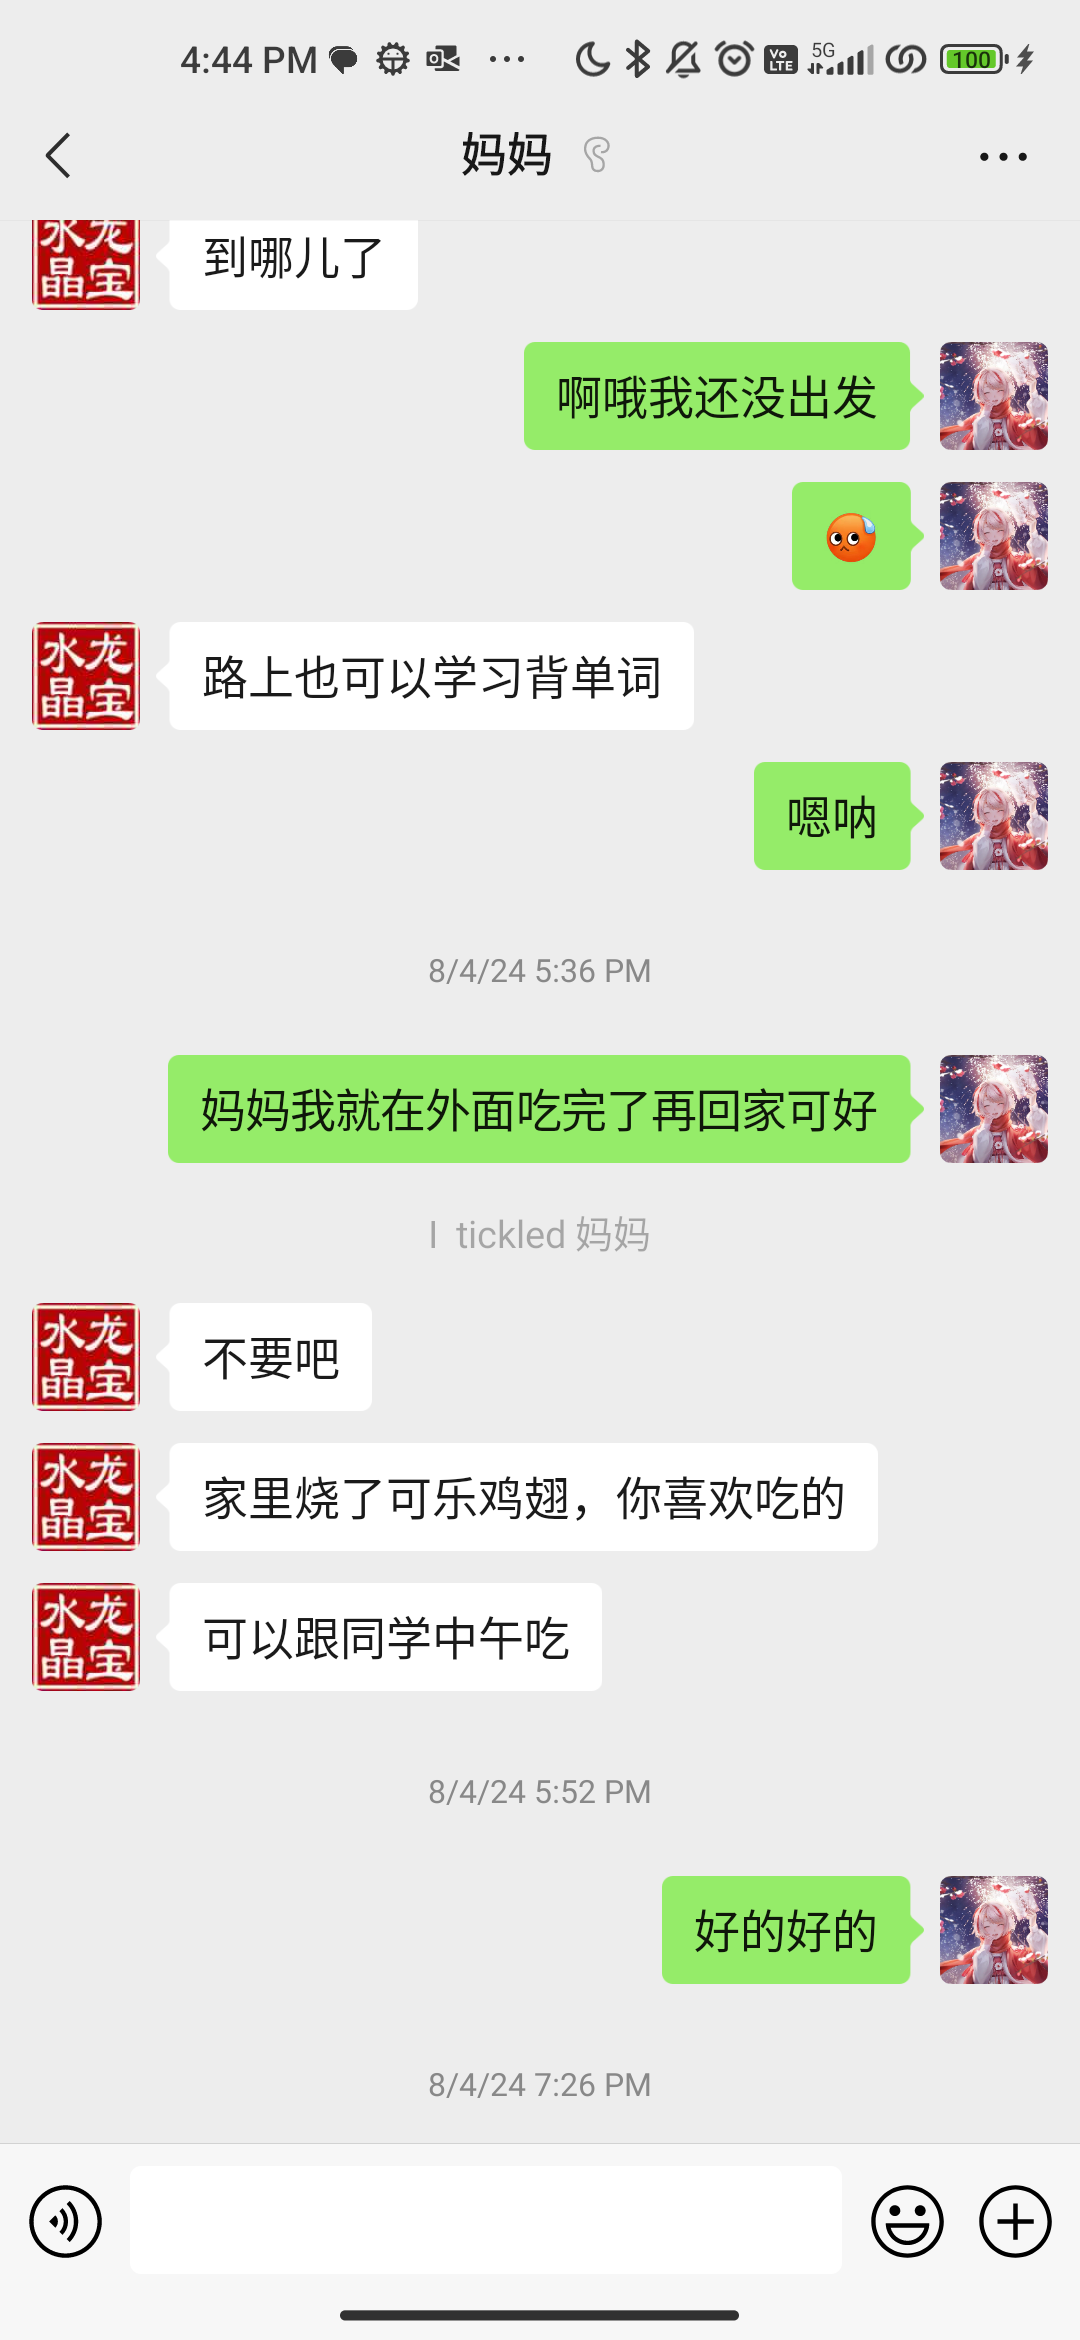 4:44 PM
5G
Vo
LTE
100
妈妈
水龙
晶宝
到哪儿了
啊哦我还没出发
水龙
晶宝
路上也可以学习背单词
嗯呐
8/4/24 5:36 PM
妈妈我就在外面吃完了再回家可好
I tickled 妈妈
水龙
晶宝
不要吧
水龙
晶宝
家里烧了可乐鸡翅，你喜欢吃的
水龙
晶宝
可以跟同学中午吃
8/4/24 5:52 PM
好的好的
8/4/24 7:26 PM